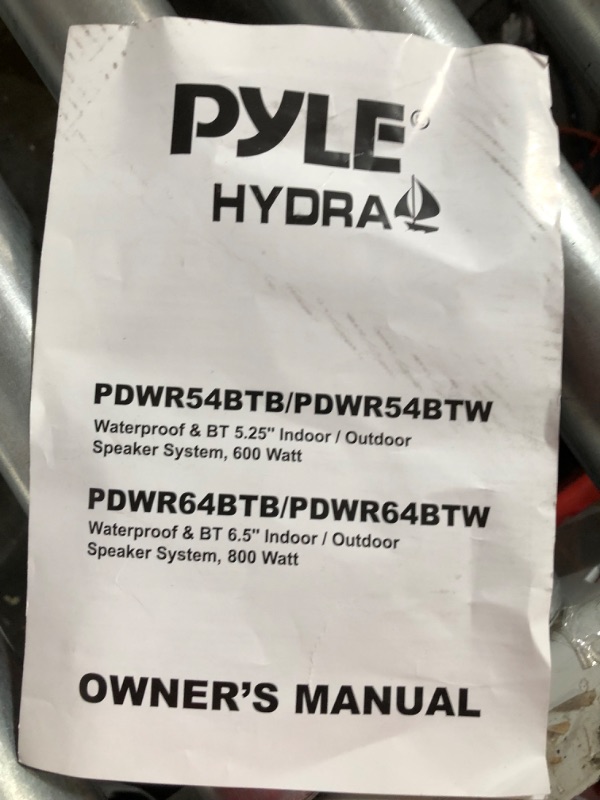 PYLE®
HYDRA
PDWR54BTB/PDWR54BTW
Waterproof & BT 5.25" Indoor / Outdoor
Speaker System, 600 Watt
PDWR64BTB/PDWR64BTW
Waterproof & BT 6.5" Indoor / Outdoor
Speaker System, 800 Watt
OWNER'S MANUAL